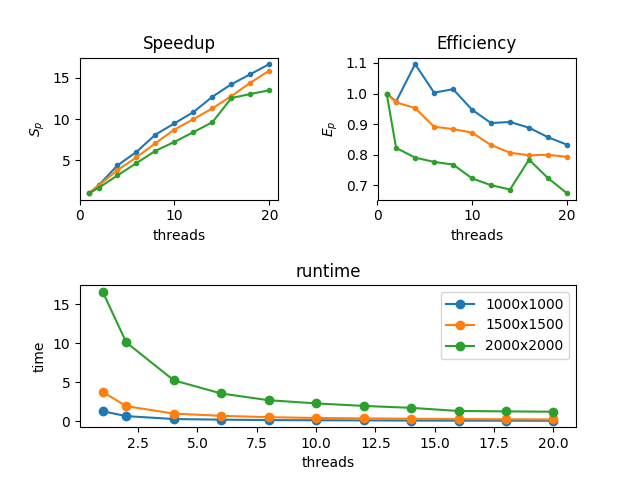 Speedup
Efficiency
15
10
5
0
10
20
S_p
threads
1.1
1.0
0.9
0.8
0.7
0
10
20
E_p
threads
runtime
15
10
5
0
time
2.5
5.0
7.5
10.0
12.5
15.0
17.5
20.0
threads
1000x1000
1500x1500
2000x2000